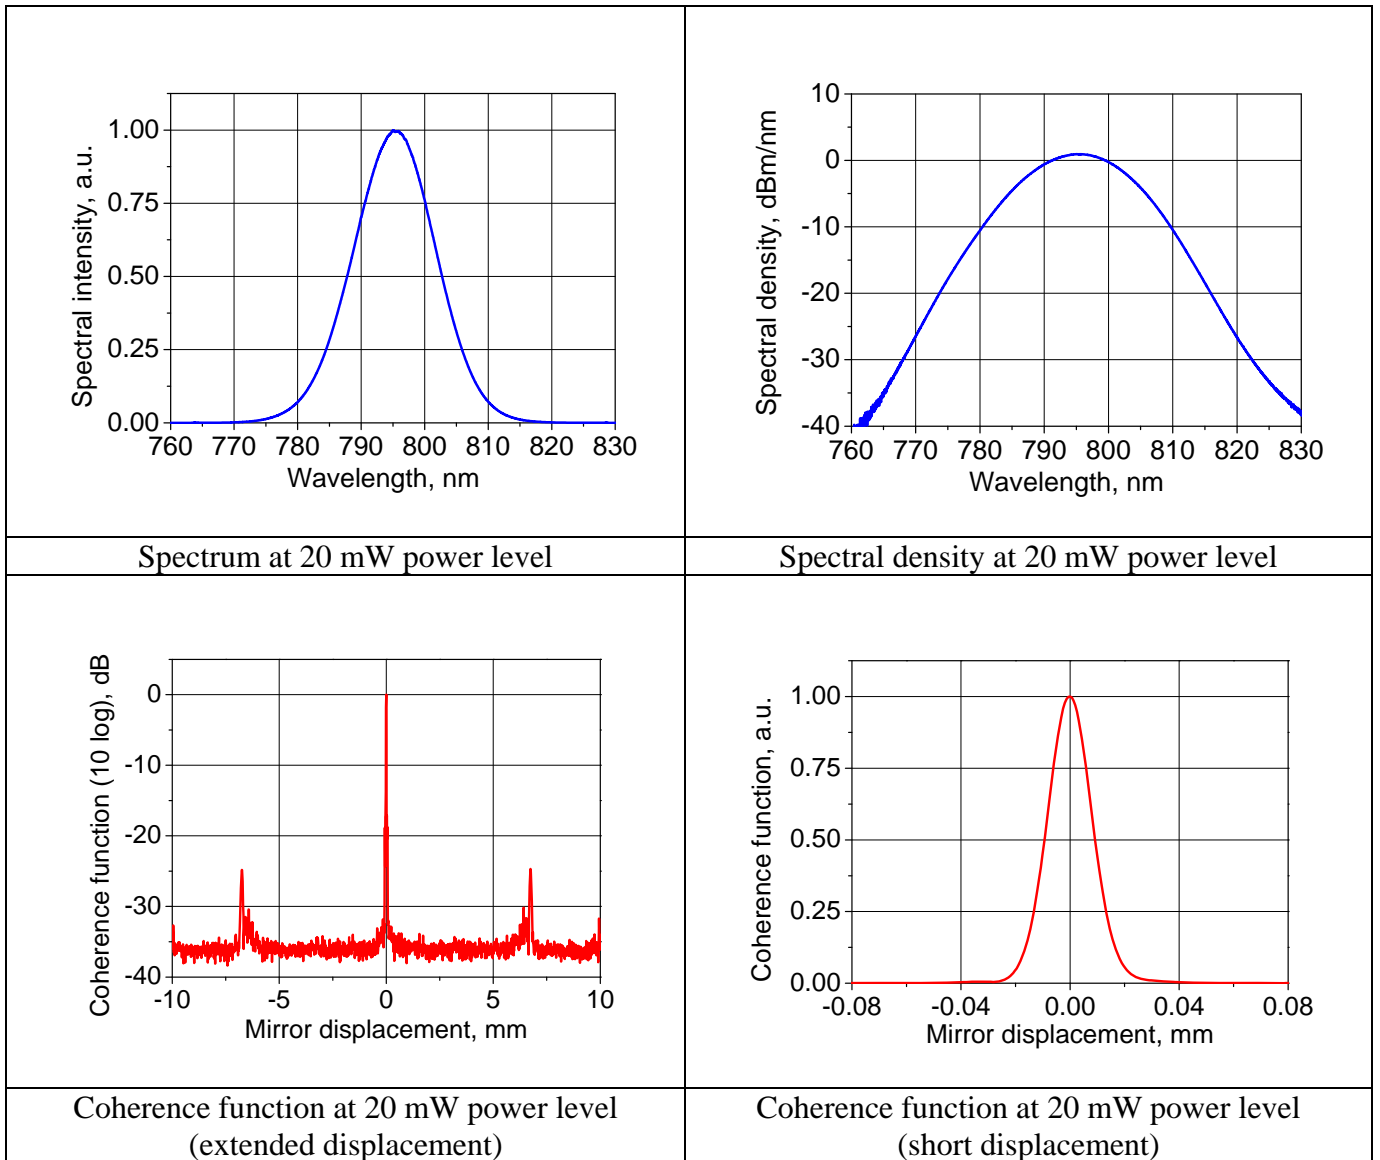 Spectral intensity, a.u.
1.00
0.75
0.50
0.25
0.00
760 770 780 790 800 810 820 830
Wavelength, nm
Spectrum at 20 mW power level
Spectral density, dBm/nm
10
0
-10
-20
-30
-40
760 770 780 790 800 810 820 830
Wavelength, nm
Spectral density at 20 mW power level
Coherence function (10 log), dB
0
-10
-20
-30
-40
-10 -5 0 5 10
Mirror displacement, mm
Coherence function at 20 mW power level
(extended displacement)
Coherence function, a.u.
1.00
0.75
0.50
0.25
0.00
-0.08 -0.04 0.00 0.04 0.08
Mirror displacement, mm
Coherence function at 20 mW power level
(short displacement)